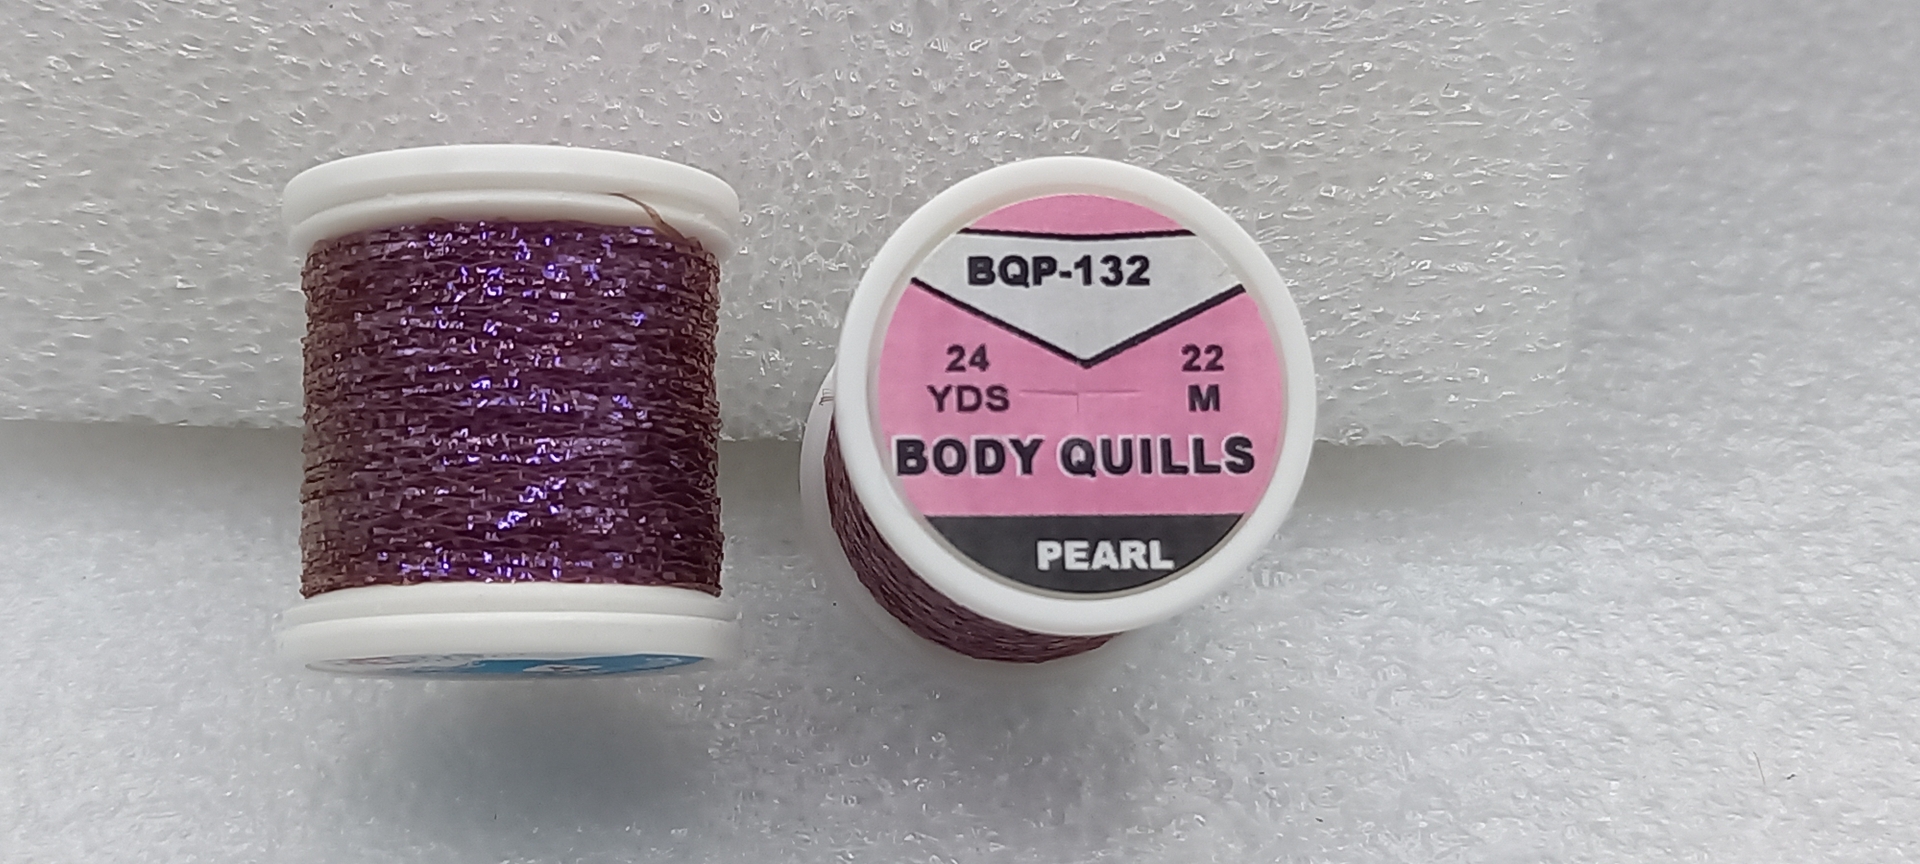 BQP-132
24 22
YDS M
BODY QUILLS
PEARL